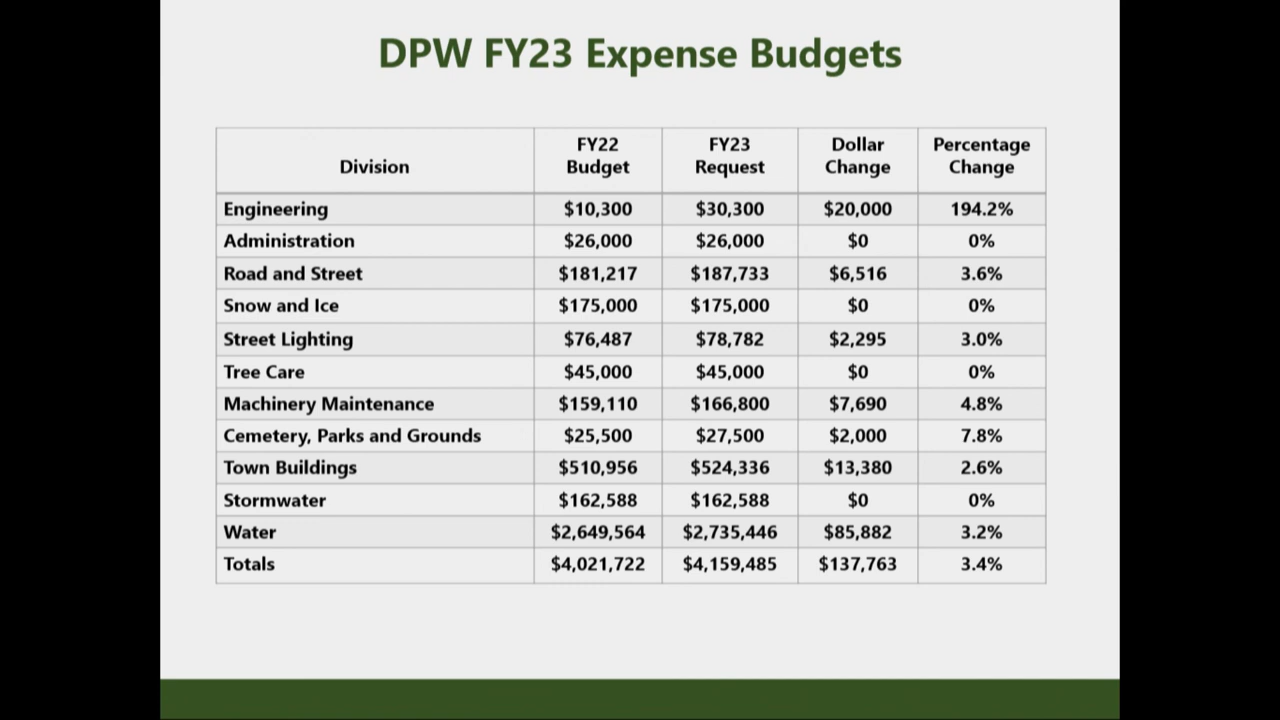 DPW FY23 Expense Budgets
Division FY22 Budget FY23 Request Dollar Change Percentage Change
Engineering $10,300 $30,300 $20,000 194.2%
Administration $26,000 $26,000 $0 0%
Road and Street $181,217 $187,733 $6,516 3.6%
Snow and Ice $175,000 $175,000 $0 0%
Street Lighting $76,487 $78,782 $2,295 3.0%
Tree Care $45,000 $45,000 $0 0%
Machinery Maintenance $159,110 $166,800 $7,690 4.8%
Cemetery, Parks and Grounds $25,500 $27,500 $2,000 7.8%
Town Buildings $510,956 $524,336 $13,380 2.6%
Stormwater $162,588 $162,588 $0 0%
Water $2,649,564 $2,735,446 $85,882 3.2%
Totals $4,021,722 $4,159,485 $137,763 3.4%